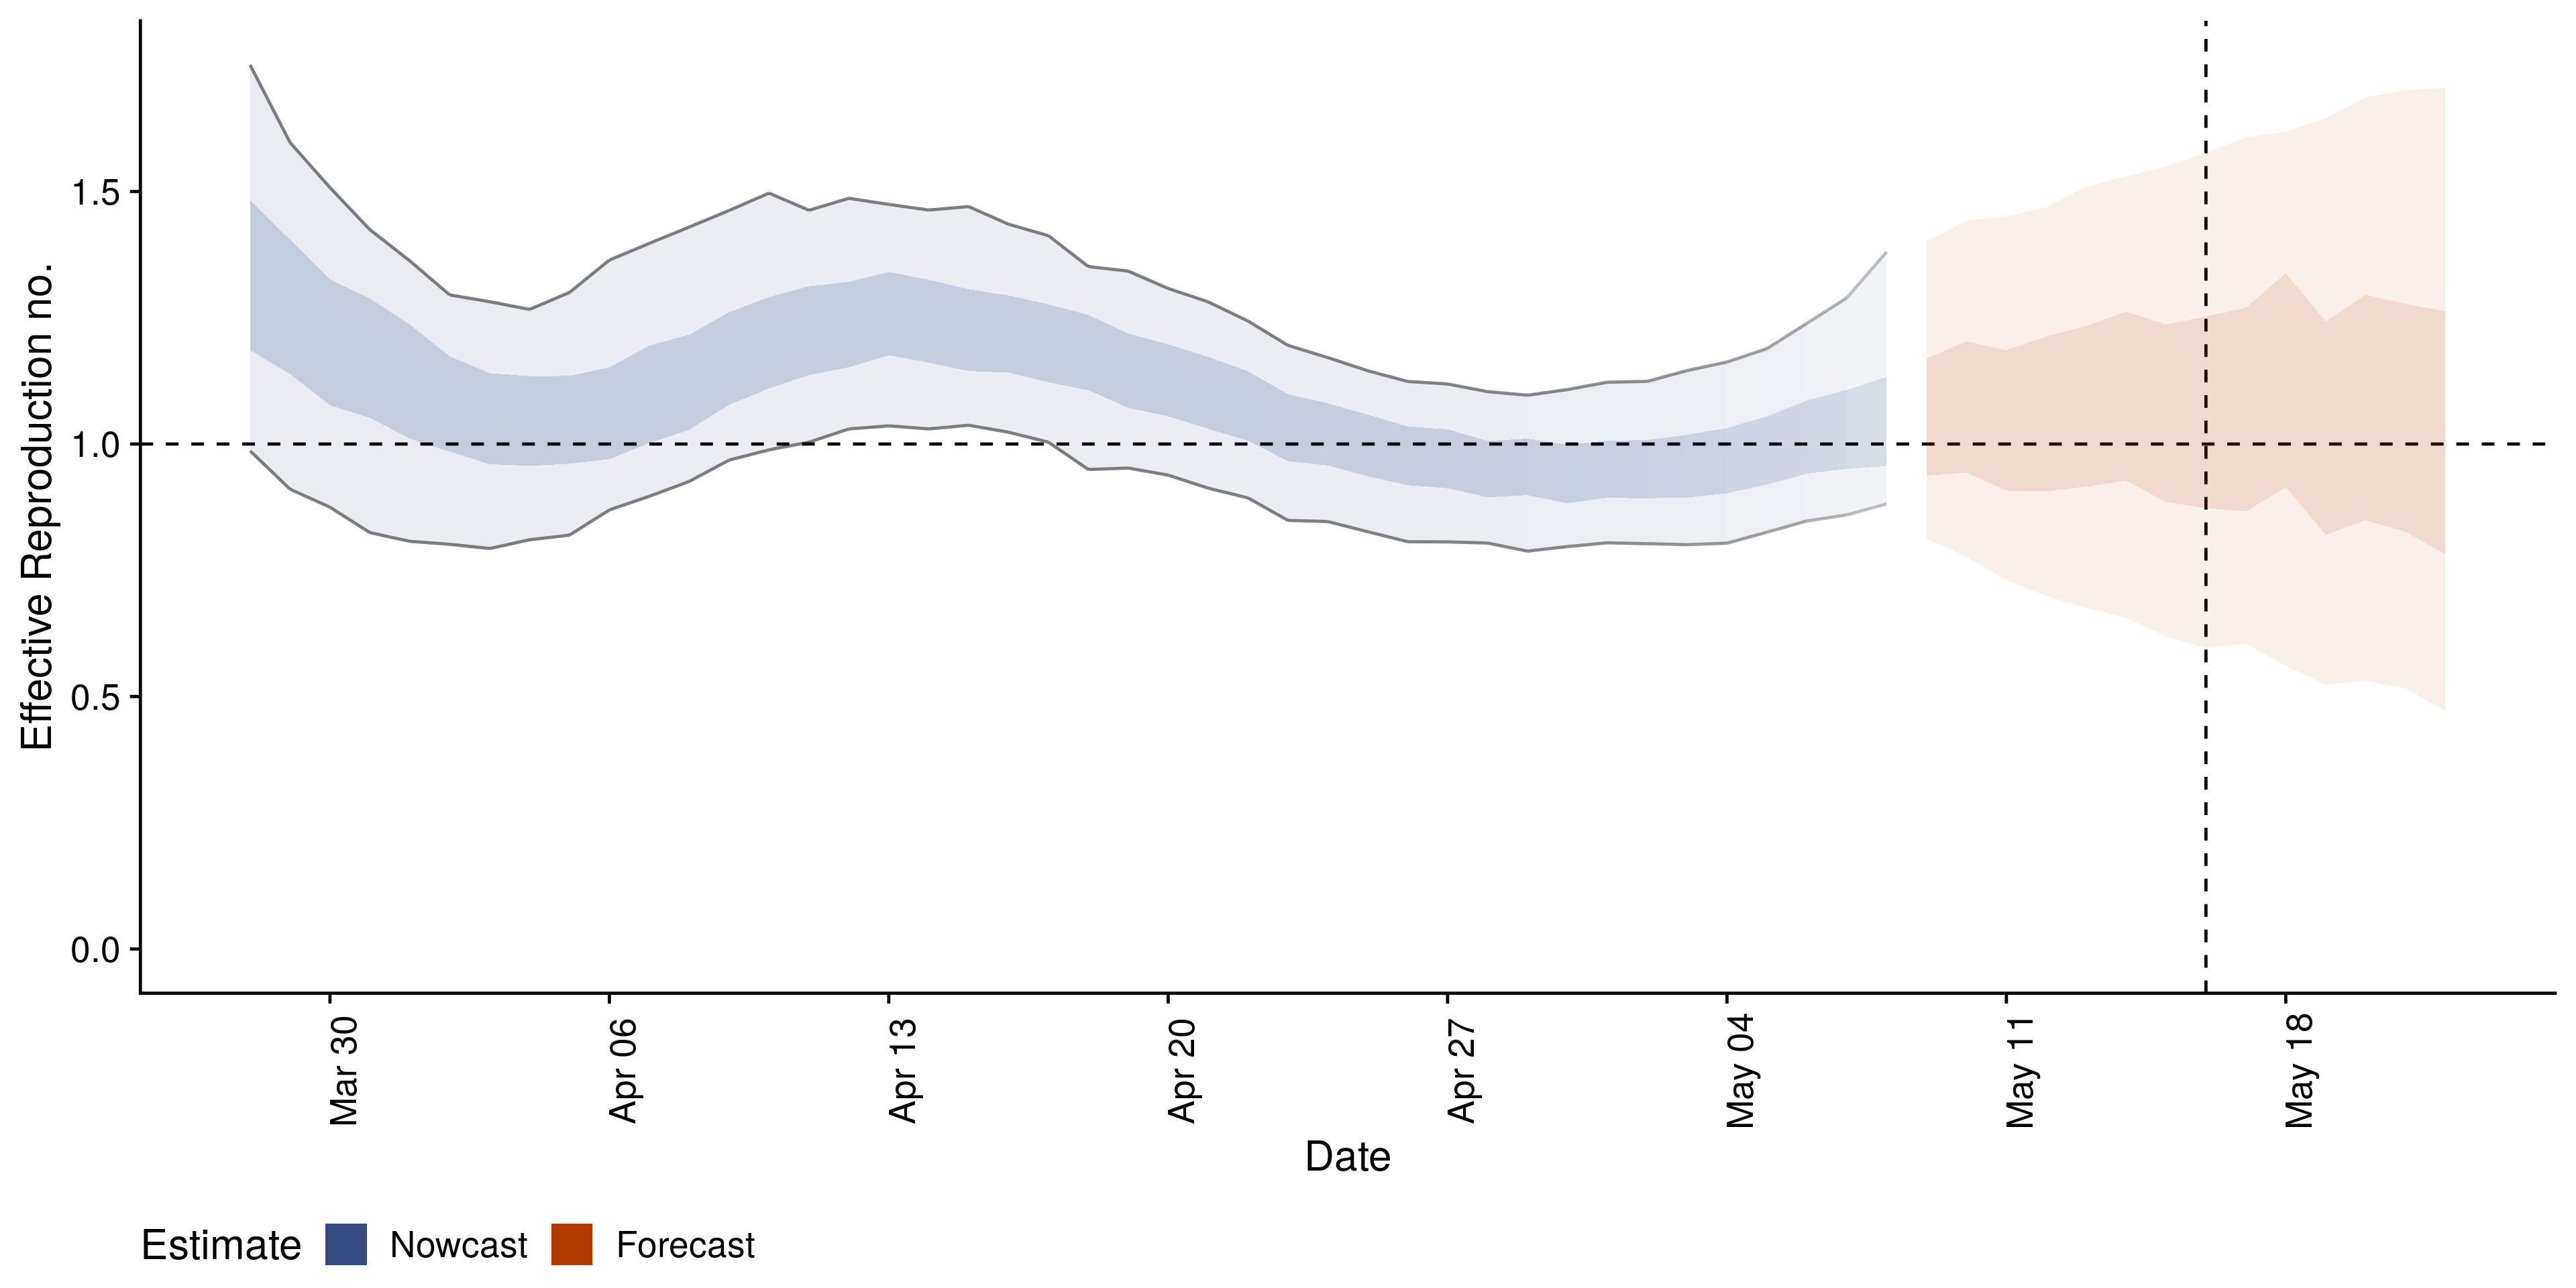 Effective Reproduction no.
1.5
1.0
0.5
0.0
Mar 30
Apr 06
Apr 13
Apr 20
Apr 27
May 04
May 11
May 18
Date
Estimate Nowcast Forecast